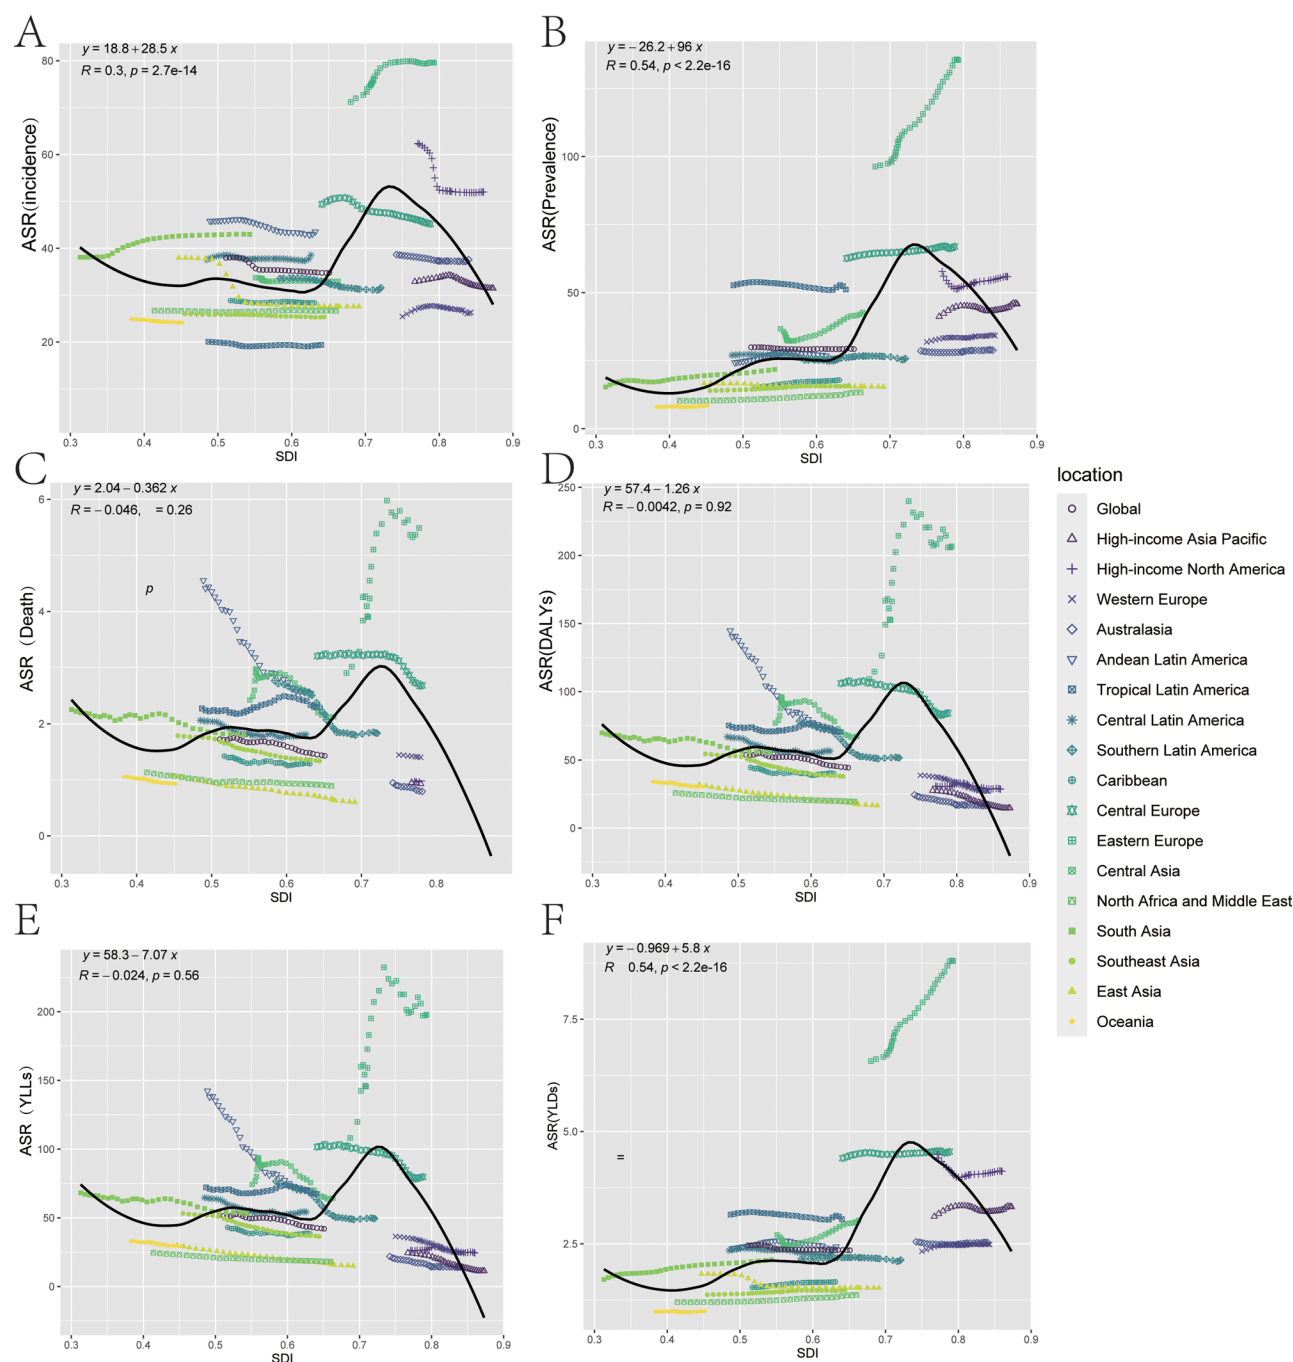 A
y = 18.8 + 28.5 x
R = 0.3, p = 2.7e-14
ASR(incidence)
80
60
40
20
0.3 0.4 0.5 0.6 0.7 0.8 0.9
SDI
B
y = − 26.2 + 96 x
R = 0.54, p < 2.2e-16
ASR(Prevalence)
100
50
0
0.3 0.4 0.5 0.6 0.7 0.8 0.9
SDI
C
y = 2.04 − 0.362 x
R = − 0.046, = 0.26
p
ASR (Death)
6
4
2
0
0.3 0.4 0.5 0.6 0.7 0.8
SDI
D
y = 57.4 − 1.26 x
R = − 0.0042, p = 0.92
ASR(DALYs)
250
200
150
100
50
0
0.3 0.4 0.5 0.6 0.7 0.8 0.9
SDI
location
Global
High-income Asia Pacific
High-income North America
Western Europe
Australasia
Andean Latin America
Tropical Latin America
Central Latin America
Southern Latin America
Caribbean
Central Europe
Eastern Europe
Central Asia
North Africa and Middle East
South Asia
Southeast Asia
East Asia
Oceania
E
y = 58.3 − 7.07 x
R = − 0.024, p = 0.56
ASR (YLLs)
200
150
100
50
0
0.3 0.4 0.5 0.6 0.7 0.8 0.9
SDI
F
y = − 0.969 + 5.8 x
R 0.54, p < 2.2e-16
=
ASR(YLDs)
7.5
5.0
2.5
0.3 0.4 0.5 0.6 0.7 0.8 0.9
SDI